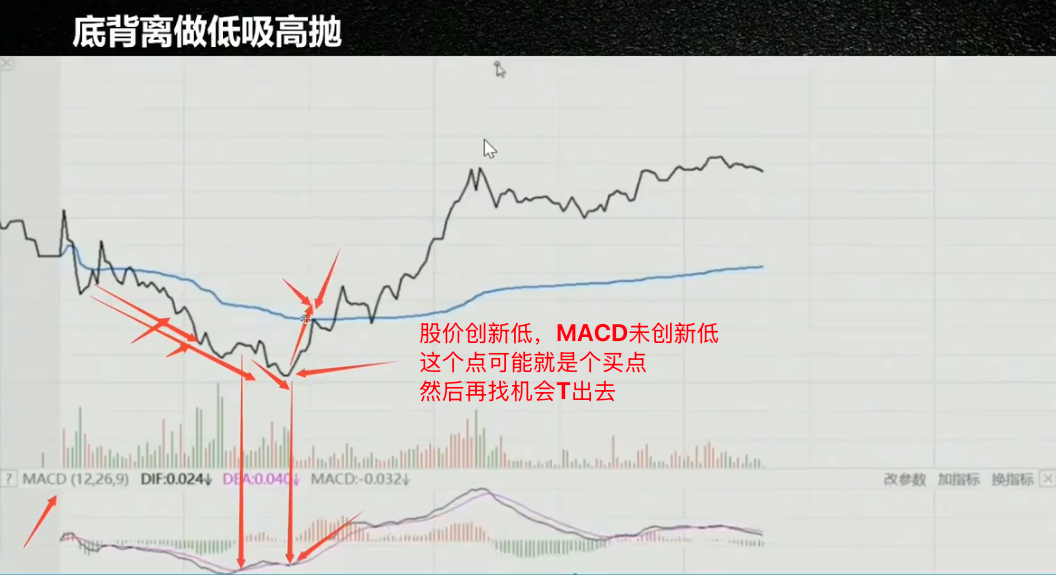 底背离做低吸高抛
股价创新低，MACD未创新低
这个点可能就是个买点
然后再找机会T出去
? MACD (12,26,9) DIF:0.024↓ DEA:0.040↓ MACD:-0.032↓ 改参数 加指标 换指标